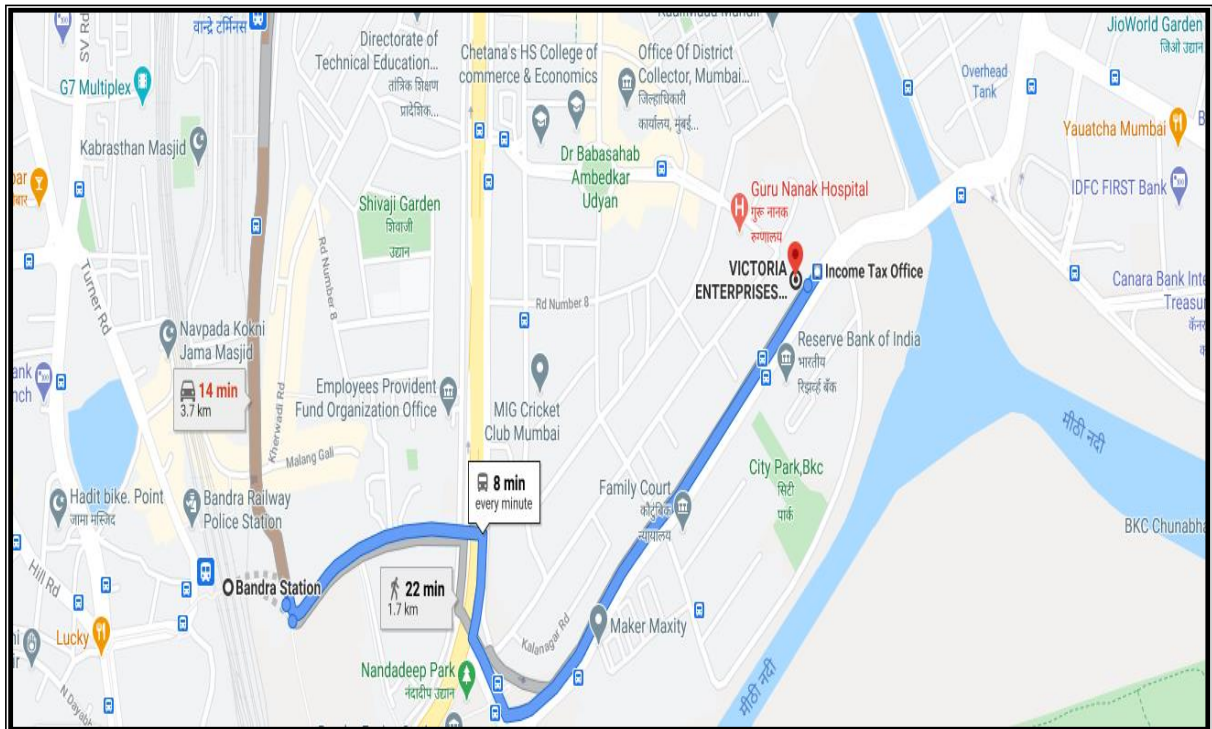 वान्द्रे टर्मिनस
SV Rd
G7 Multiplex
Kabrasthan Masjid
Directorate of
Technical Education...
तांत्रिक शिक्षण
प्रादेशिक...
Chetana's HS College of
commerce & Economics
Office Of District
Collector, Mumbai...
जिल्हाधिकारी
कार्यालय, मुंबई...
JioWorld Garden
जिओ उद्यान
Overhead
Tank
Yauatcha Mumbai
IDFC FIRST Bank
Dr Babasahab
Ambedkar
Udyan
Guru Nanak Hospital
गुरू नानक
रुग्णालय
Shivaji Garden
शिवाजी
उद्यान
Rd Number 8
Turner Rd
VICTORIA
ENTERPRISES...
Income Tax Office
Canara Bank Inte
Treasu
Rd Number 8
Navpada Kokni
Jama Masjid
Reserve Bank of India
भारतीय
रिझर्व्ह बँक
14 min
3.7 km
Kherwadi Rd
Employees Provident
Fund Organization Office
MIG Cricket
Club Mumbai
Malang Gali
मीठी नदी
8 min
every minute
City Park,Bkc
सिटी
पार्क
Family Court
कौटुंबिक
न्यायालय
Hadit bike. Point
जामा मस्जिद
Bandra Railway
Police Station
BKC Chunabha
Hill Rd
Bandra Station
22 min
1.7 km
Lucky
Kalanagar Rd
Maker Maxity
Nandadeep Park
नंदादीप उद्यान
मीठी नदी
N Dayabh